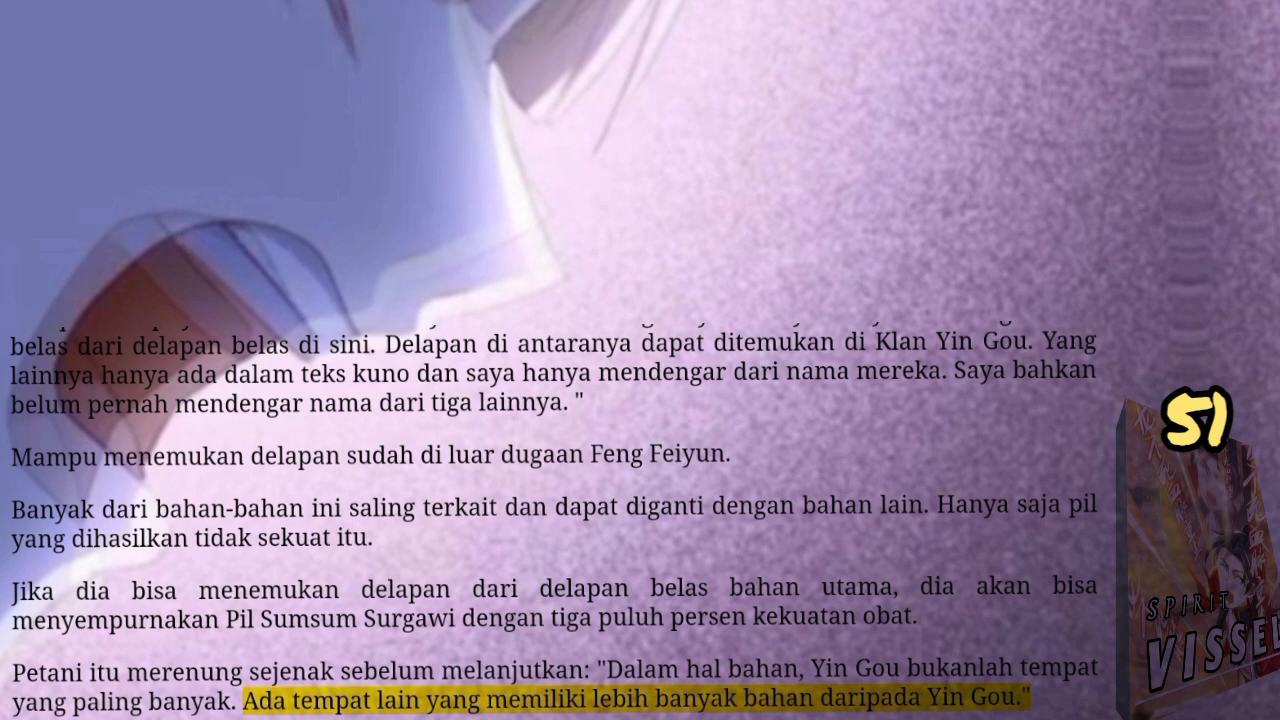 belas dari delapan belas di sini. Delapan di antaranya dapat ditemukan di Klan Yin Gou. Yang
lainnya hanya ada dalam teks kuno dan saya hanya mendengar dari nama mereka. Saya bahkan
belum pernah mendengar nama dari tiga lainnya. "
Mampu menemukan delapan sudah di luar dugaan Feng Feiyun.
Banyak dari bahan-bahan ini saling terkait dan dapat diganti dengan bahan lain. Hanya saja pil
yang dihasilkan tidak sekuat itu.
Jika dia bisa menemukan delapan dari delapan belas bahan utama, dia akan bisa
menyempurnakan Pil Sumsum Surgawi dengan tiga puluh persen kekuatan obat.
Petani itu merenung sejenak sebelum melanjutkan: "Dalam hal bahan, Yin Gou bukanlah tempat
yang paling banyak. Ada tempat lain yang memiliki lebih banyak bahan daripada Yin Gou."
51
SPIRIT
VISSEL